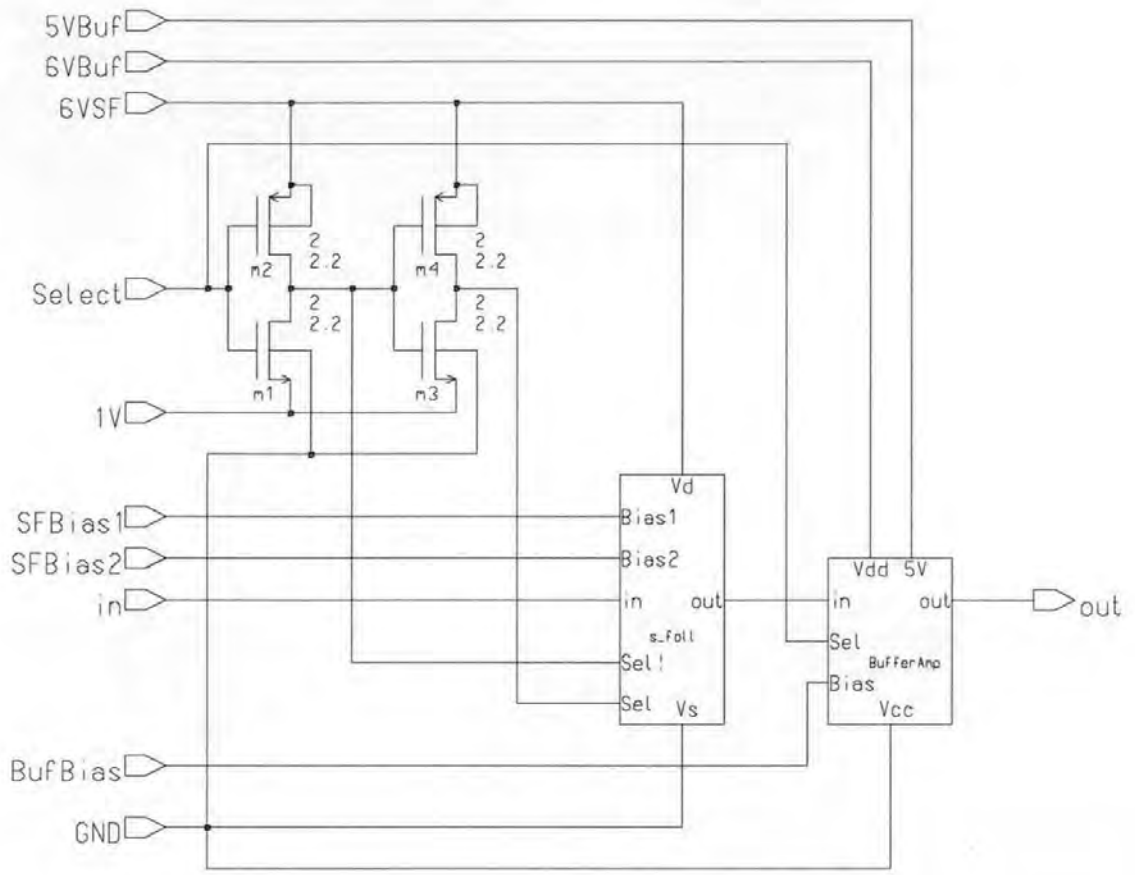 5VBuf
6VBuf
6VSF
2
2.2
2
2.2
m2
m4
Select
2
2.2
2
2.2
m1
m3
1V
Vd
SFBias1
Bias1
SFBias2
Bias2
Vdd 5V
in
in
out
in
out
out
s_foll
Sel!
Sel
BufferAmp
Sel
Vs
Bias
Vcc
BufBias
GND